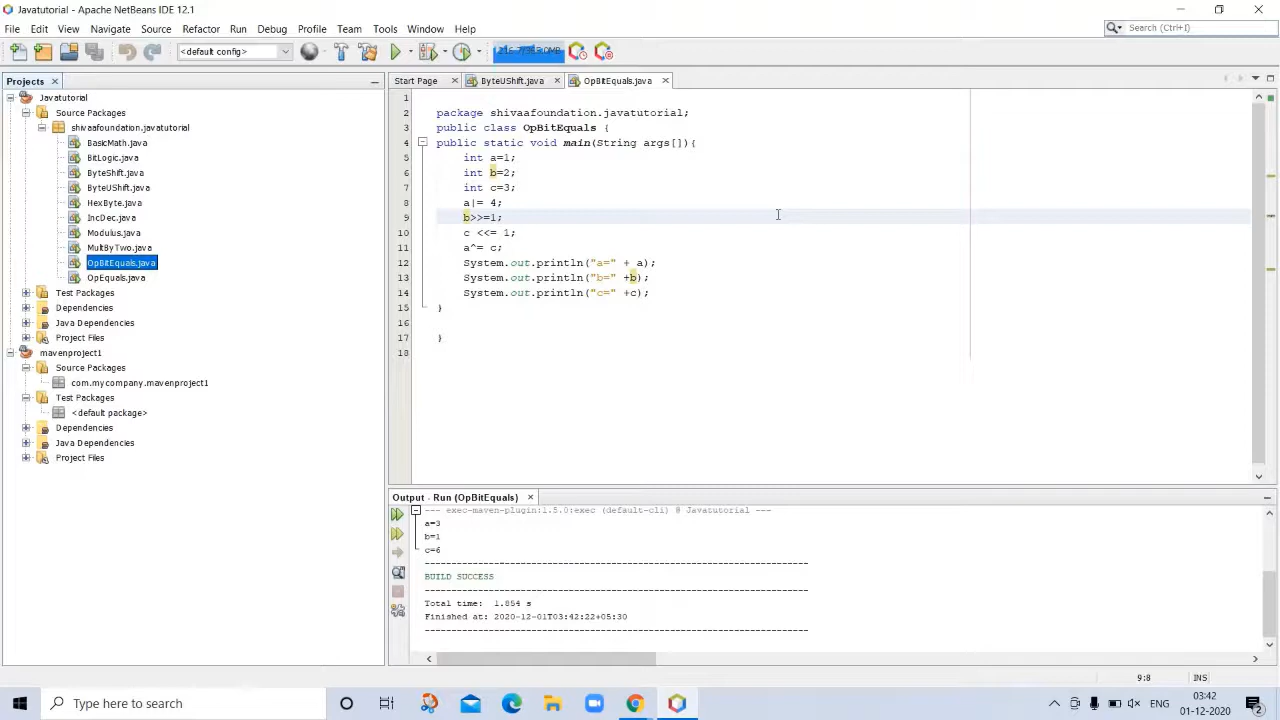 Javatutorial - Apache NetBeans IDE 12.1
File Edit View Navigate Source Refactor Run Debug Profile Team Tools Window Help
Search (Ctrl+I)
<default config>
Projects
Start Page ByteUShift.java OpBitEquals.java
Javatutorial
Source Packages
shivaafoundation.javatutorial
BasicMath.java
BitLogic.java
ByteShift.java
ByteUShift.java
HexByte.java
IncDec.java
Modulus.java
MultByTwo.java
OpBitEquals.java
OpEquals.java
Test Packages
Dependencies
Java Dependencies
Project Files
mavenproject1
Source Packages
com.mycompany.mavenproject1
Test Packages
<default package>
Dependencies
Java Dependencies
Project Files
1
2 package shivaafoundation.javatutorial;
3 public class OpBitEquals {
4 public static void main(String args[]){
5 int a=1;
6 int b=2;
7 int c=3;
8 a|= 4;
9 b>>=1;
10 c <<= 1;
11 a^= c;
12 System.out.println("a=" + a);
13 System.out.println("b=" +b);
14 System.out.println("c=" +c);
15 }
16
17 }
18
Output - Run (OpBitEquals)
--- exec-maven-plugin:1.5.0:exec (default-cli) @ Javatutorial ---
a=3
b=1
c=6
------------------------------------------------------------------------
BUILD SUCCESS
------------------------------------------------------------------------
Total time: 1.854 s
Finished at: 2020-12-01T03:42:22+05:30
------------------------------------------------------------------------
9:8 INS
Type here to search
ENG
03:42
01-12-2020
2